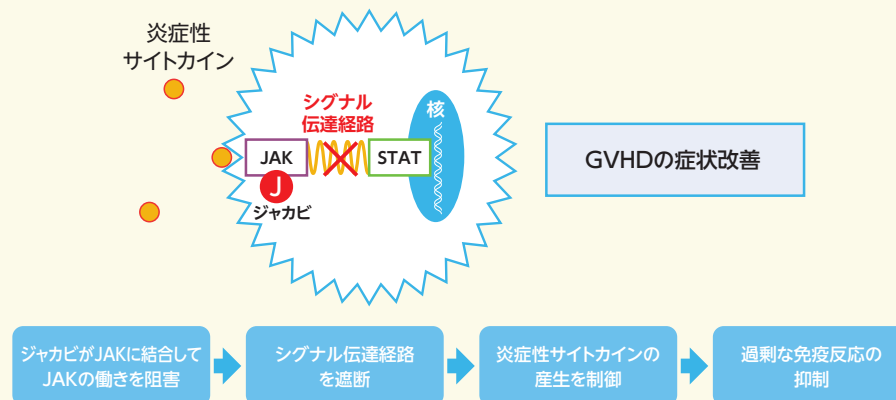 炎症性
サイトカイン
シグナル
伝達経路
核
JAK
STAT
J
ジャカビ
GVHDの症状改善
ジャカビがJAKに結合して
JAKの働きを阻害
シグナル伝達経路
を遮断
炎症性サイトカインの
産生を制御
過剰な免疫反応の
抑制